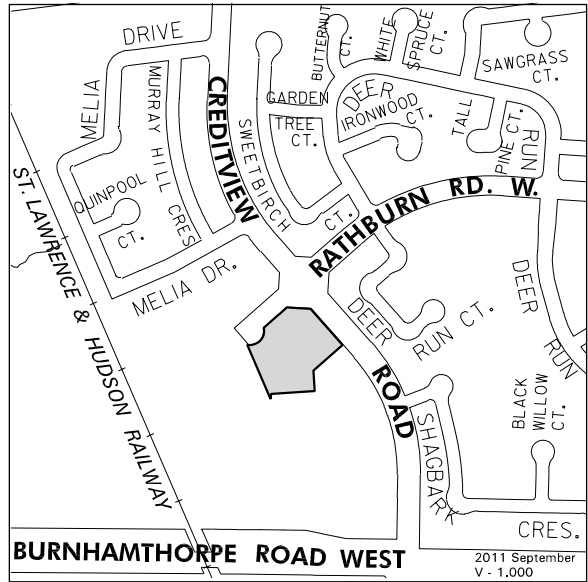 DRIVE
MELIA
MURRAY HILL CRES
QUINPOOL
CT.
MELIA DR.
CREDITVIEW
SWEETBIRCH
CT.
BUTTERNUT
CT.
WHITE
SPRUCE
CT.
SAWGRASS
CT.
GARDEN
TREE
CT.
DEER
RUN
IRONWOOD
CT.
TALL
PINE CT.
RATHBURN RD. W.
DEER
RUN CT.
DEER
RUN
ROAD
SHAGBARK
CRES.
BLACK
WILLOW
CT.
ST. LAWRENCE & HUDSON RAILWAY
BURNHAMTHORPE ROAD WEST
2011 September
V - 1.000